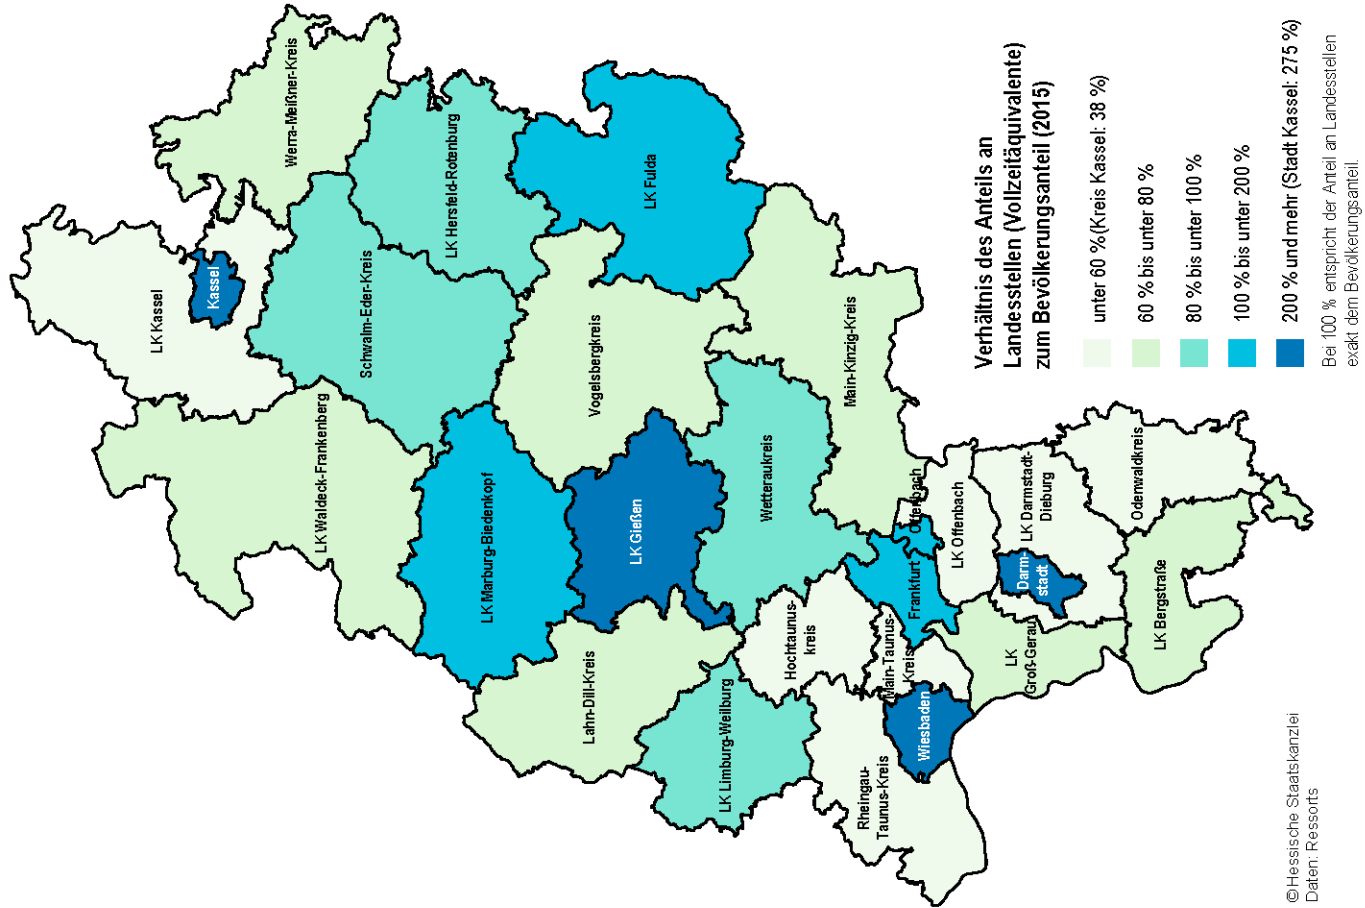 Werra-Meißner-Kreis
LK Kassel
Kassel
LK Hersfeld-Rotenburg
Schwalm-Eder-Kreis
LK Waldeck-Frankenberg
LK Fulda
Vogelsbergkreis
LK Marburg-Biedenkopf
LK Gießen
Lahn-Dill-Kreis
Main-Kinzig-Kreis
Wetteraukreis
LK Limburg-Weilburg
Hochtaunus-
kreis
Rheingau-
Taunus-Kreis
Main-Taunus-
Kreis
Wiesbaden
Frankfurt
Offenbach
LK Offenbach
LK
Groß-Gerau
Darm-
stadt
LK Darmstadt-
Dieburg
Odenwaldkreis
LK Bergstraße
Verhältnis des Anteils an
Landesstellen (Vollzeitäquivalente)
zum Bevölkerungsanteil (2015)
unter 60 %(Kreis Kassel: 38 %)
60 %bis unter 80 %
80 %bis unter 100 %
100 %bis unter 200 %
200 % undmehr (Stadt Kassel: 275 %)
Bei 100 % entspricht der Anteil an Landesstellen
exakt dem Bevölkerungsanteil.
©Hessische Staatskanzlei
Daten: Ressorts